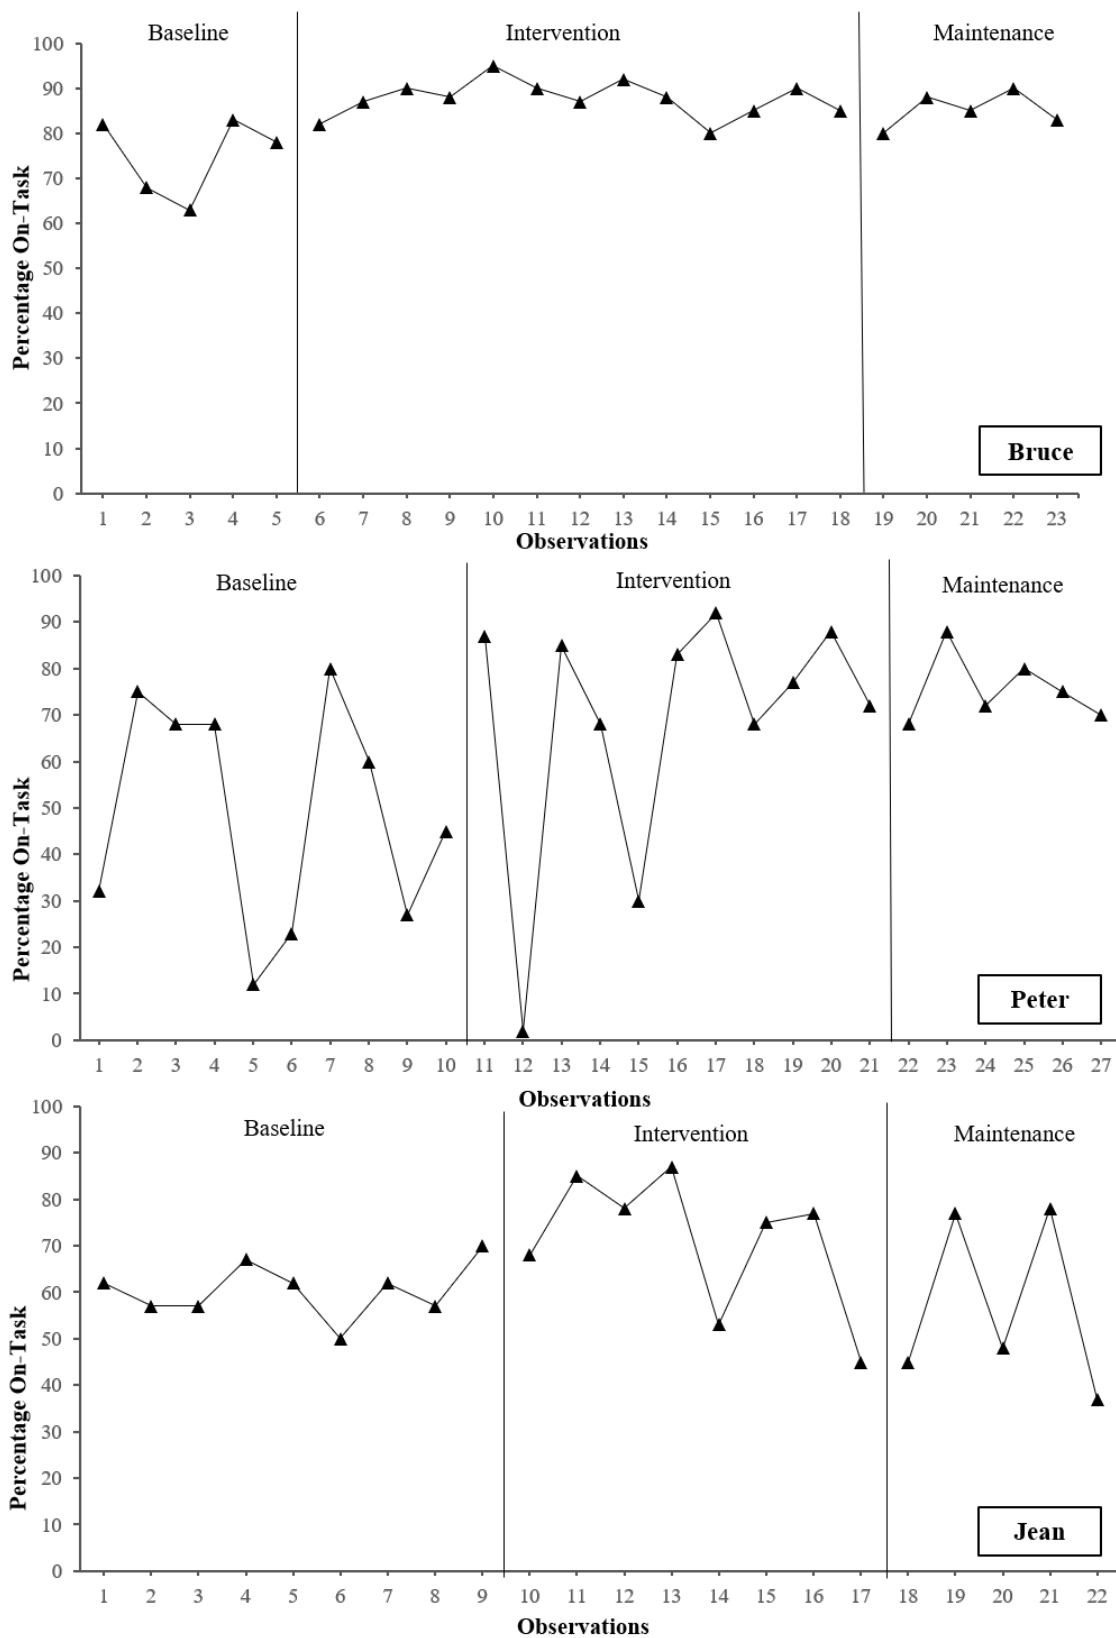 Baseline Intervention Maintenance
100
90
80
70
60
50
40
30
20
10
0
Percentage On-Task
Bruce
1 2 3 4 5 6 7 8 9 10 11 12 13 14 15 16 17 18 19 20 21 22 23
Observations
Baseline Intervention Maintenance
100
90
80
70
60
50
40
30
20
10
0
Percentage On-Task
Peter
1 2 3 4 5 6 7 8 9 10 11 12 13 14 15 16 17 18 19 20 21 22 23 24 25 26 27
Observations
Baseline Intervention Maintenance
100
90
80
70
60
50
40
30
20
10
0
Percentage On-Task
Jean
1 2 3 4 5 6 7 8 9 10 11 12 13 14 15 16 17 18 19 20 21 22
Observations